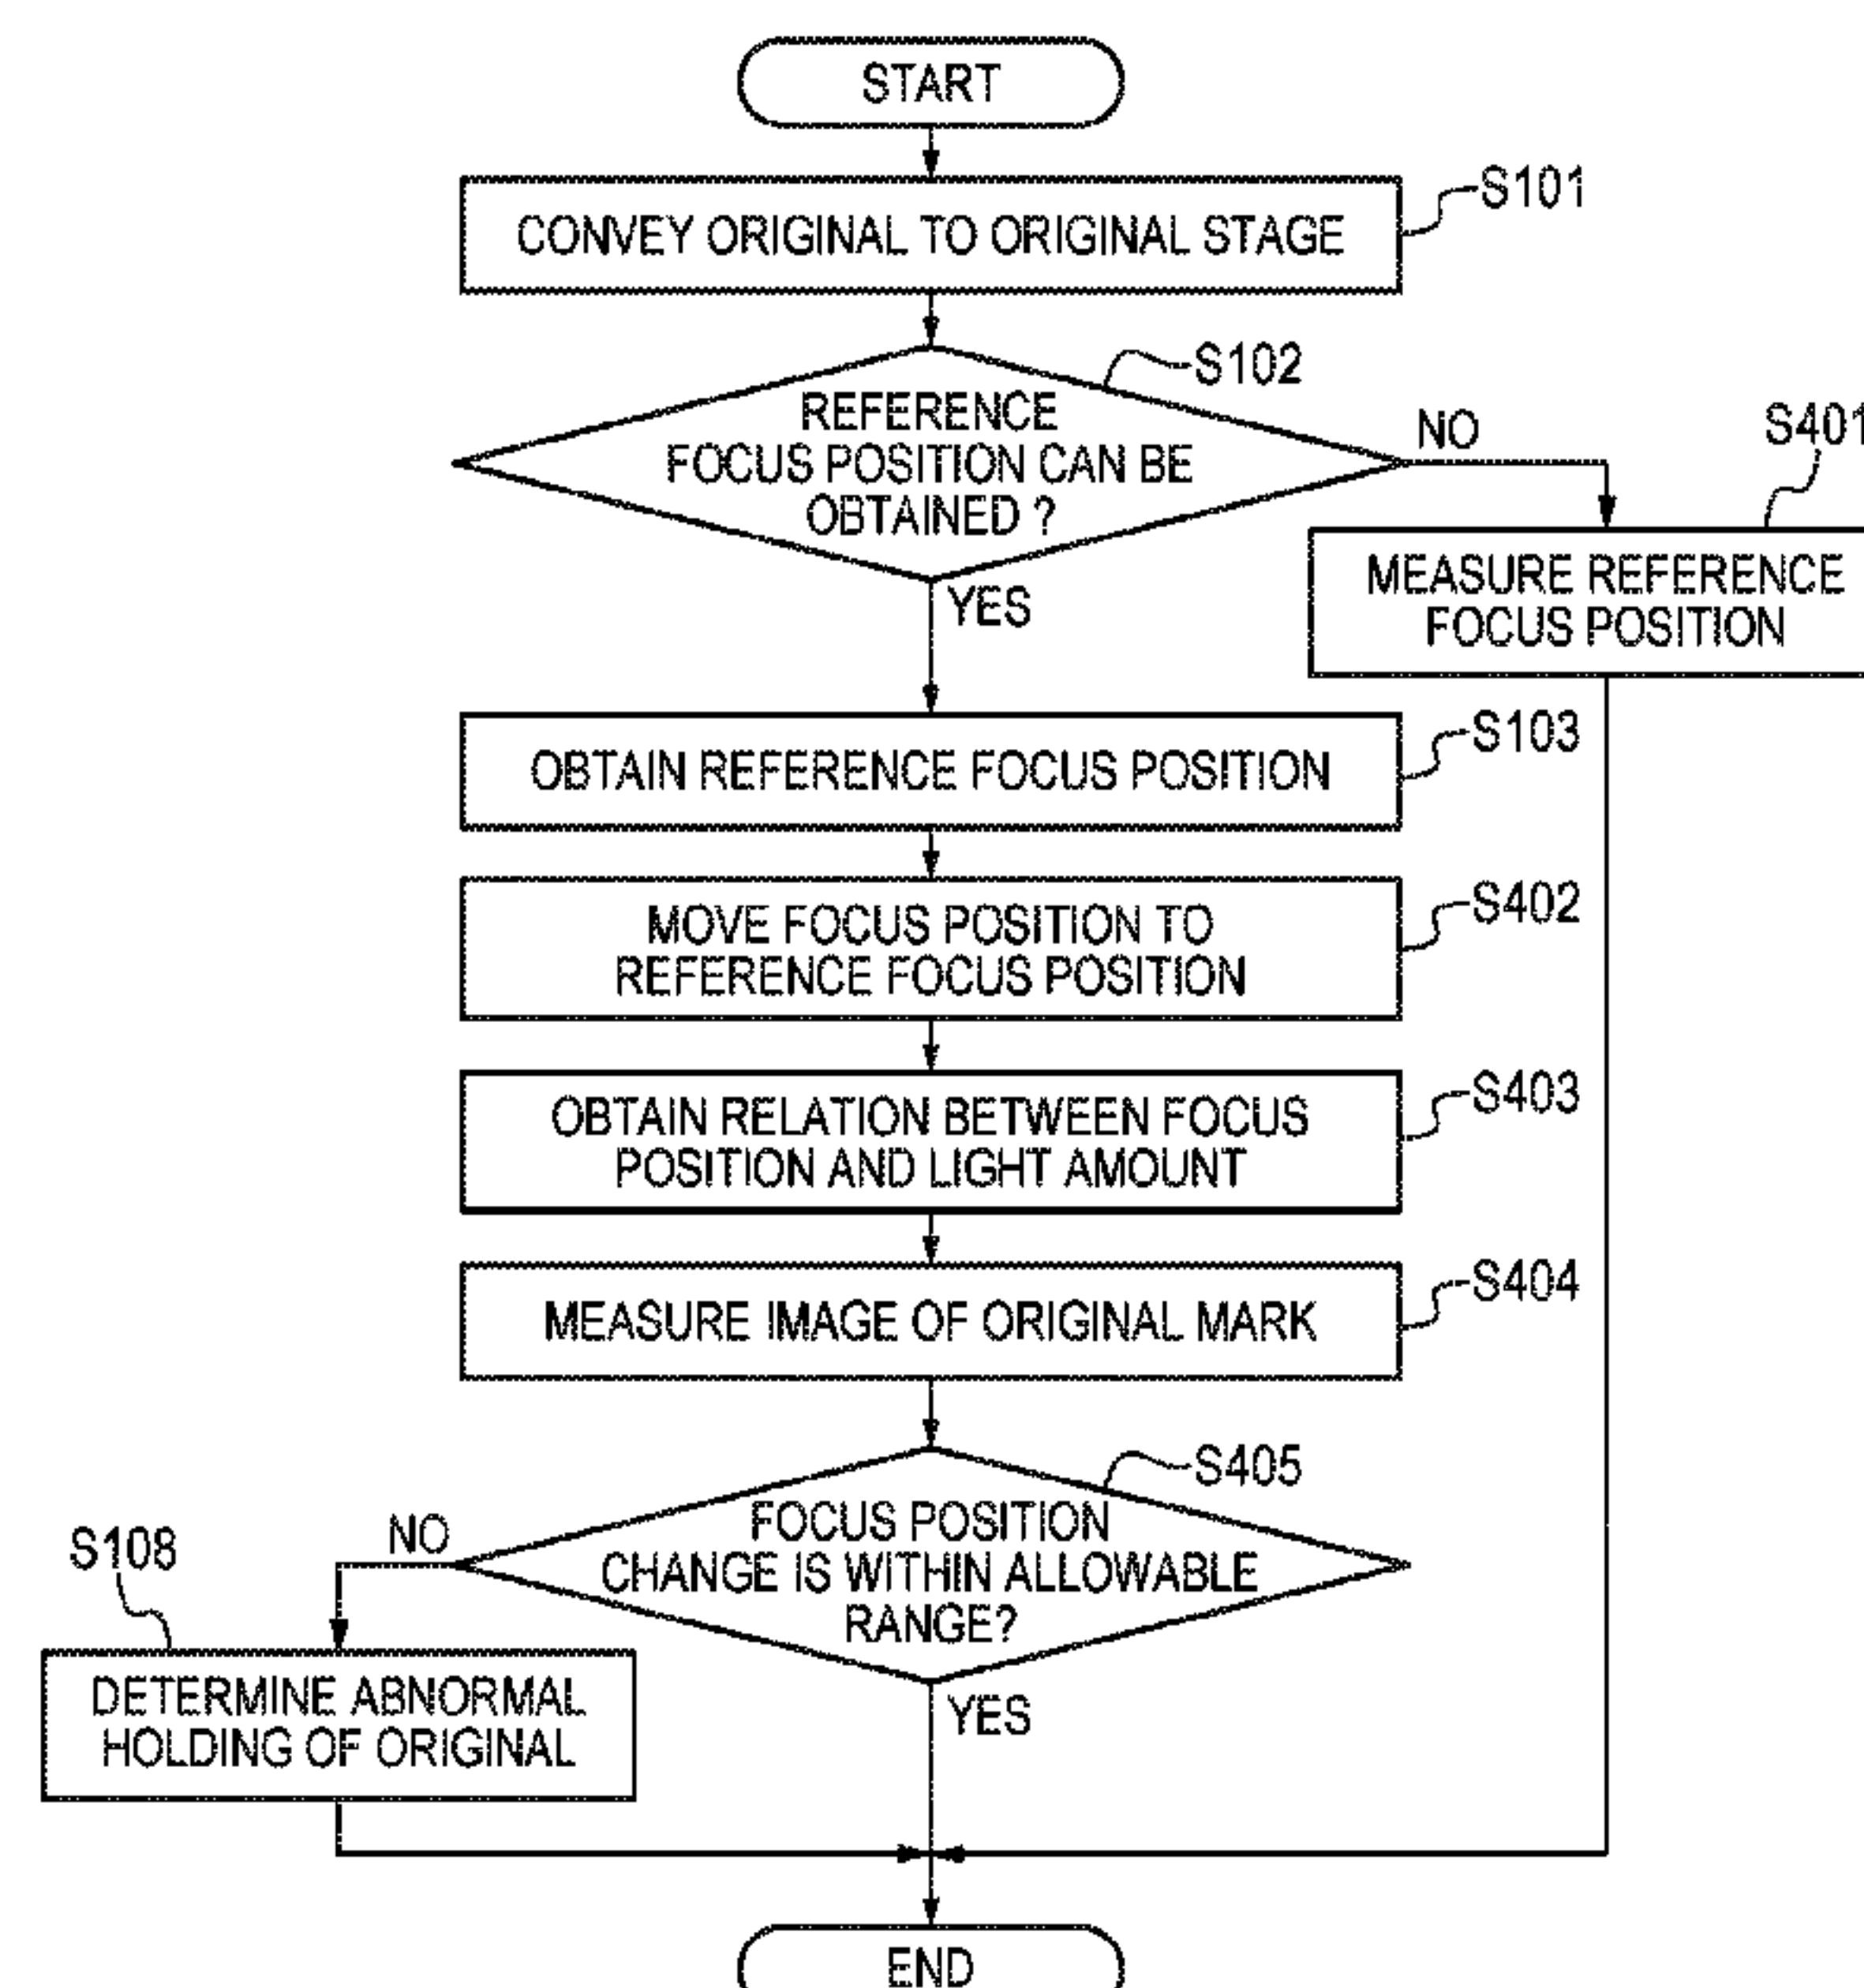 START
S101
CONVEY ORIGINAL TO ORIGINAL STAGE
S102
REFERENCE
FOCUS POSITION CAN BE
OBTAINED ?
NO
S401
MEASURE REFERENCE
FOCUS POSITION
YES
S103
OBTAIN REFERENCE FOCUS POSITION
S402
MOVE FOCUS POSITION TO
REFERENCE FOCUS POSITION
S403
OBTAIN RELATION BETWEEN FOCUS
POSITION AND LIGHT AMOUNT
S404
MEASURE IMAGE OF ORIGINAL MARK
S405
FOCUS POSITION
CHANGE IS WITHIN ALLOWABLE
RANGE?
NO
S108
DETERMINE ABNORMAL
HOLDING OF ORIGINAL
YES
END